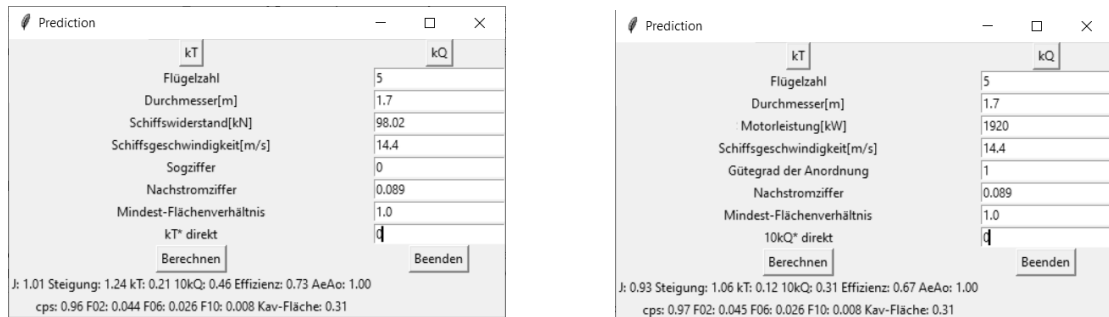 Prediction
kT kQ
Flügelzahl 5
Durchmesser[m] 1.7
Schiffswiderstand[kN] 98.02
Schiffsgeschwindigkeit[m/s] 14.4
Sogziffer 0
Nachstromziffer 0.089
Mindest-Flächenverhältnis 1.0
kT* direkt 0
Berechnen Beenden
J: 1.01 Steigung: 1.24 kT: 0.21 10kQ: 0.46 Effizienz: 0.73 AeAo: 1.00
cps: 0.96 F02: 0.044 F06: 0.026 F10: 0.008 Kav-Fläche: 0.31
Prediction
kT kQ
Flügelzahl 5
Durchmesser[m] 1.7
Motorleistung[kW] 1920
Schiffsgeschwindigkeit[m/s] 14.4
Gütegrad der Anordnung 1
Nachstromziffer 0.089
Mindest-Flächenverhältnis 1.0
10kQ* direkt 0
Berechnen Beenden
J: 0.93 Steigung: 1.06 kT: 0.12 10kQ: 0.31 Effizienz: 0.67 AeAo: 1.00
cps: 0.97 F02: 0.045 F06: 0.026 F10: 0.008 Kav-Fläche: 0.31